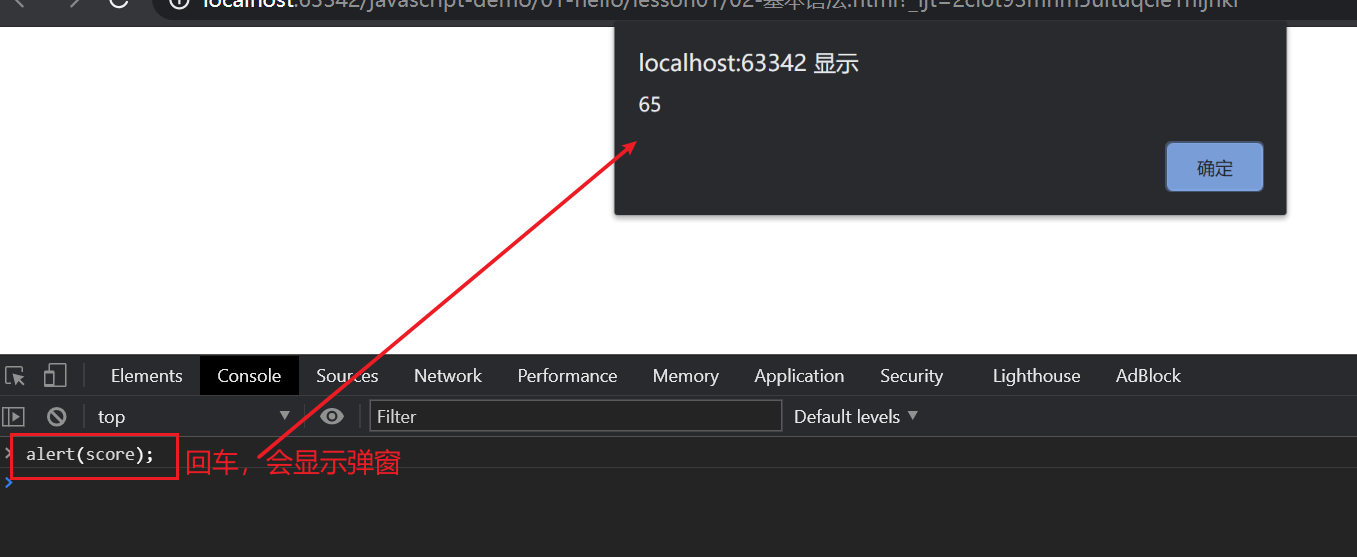 localhost:63342/javascript-demo/01-hello/lesson01/02-基本语法.html?_ijt=
localhost:63342 显示
65
确定
Elements Console Sources Network Performance Memory Application Security Lighthouse AdBlock
top Filter Default levels
alert(score); 回车，会显示弹窗